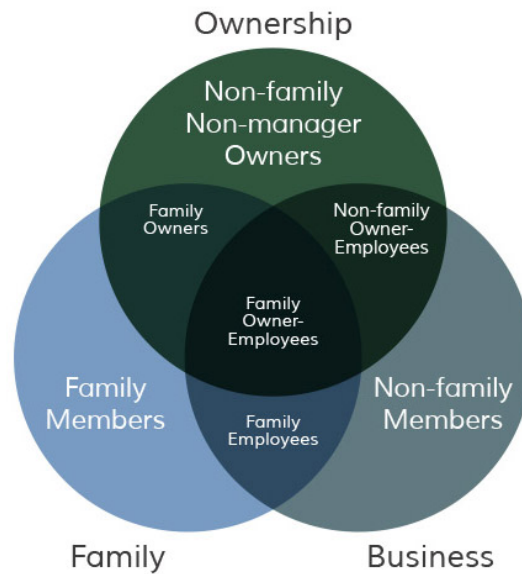 Ownership
Non-family
Non-manager
Owners
Family
Owners
Non-family
Owner-
Employees
Family
Owner-
Employees
Family
Members
Non-family
Members
Family
Employees
Family
Business